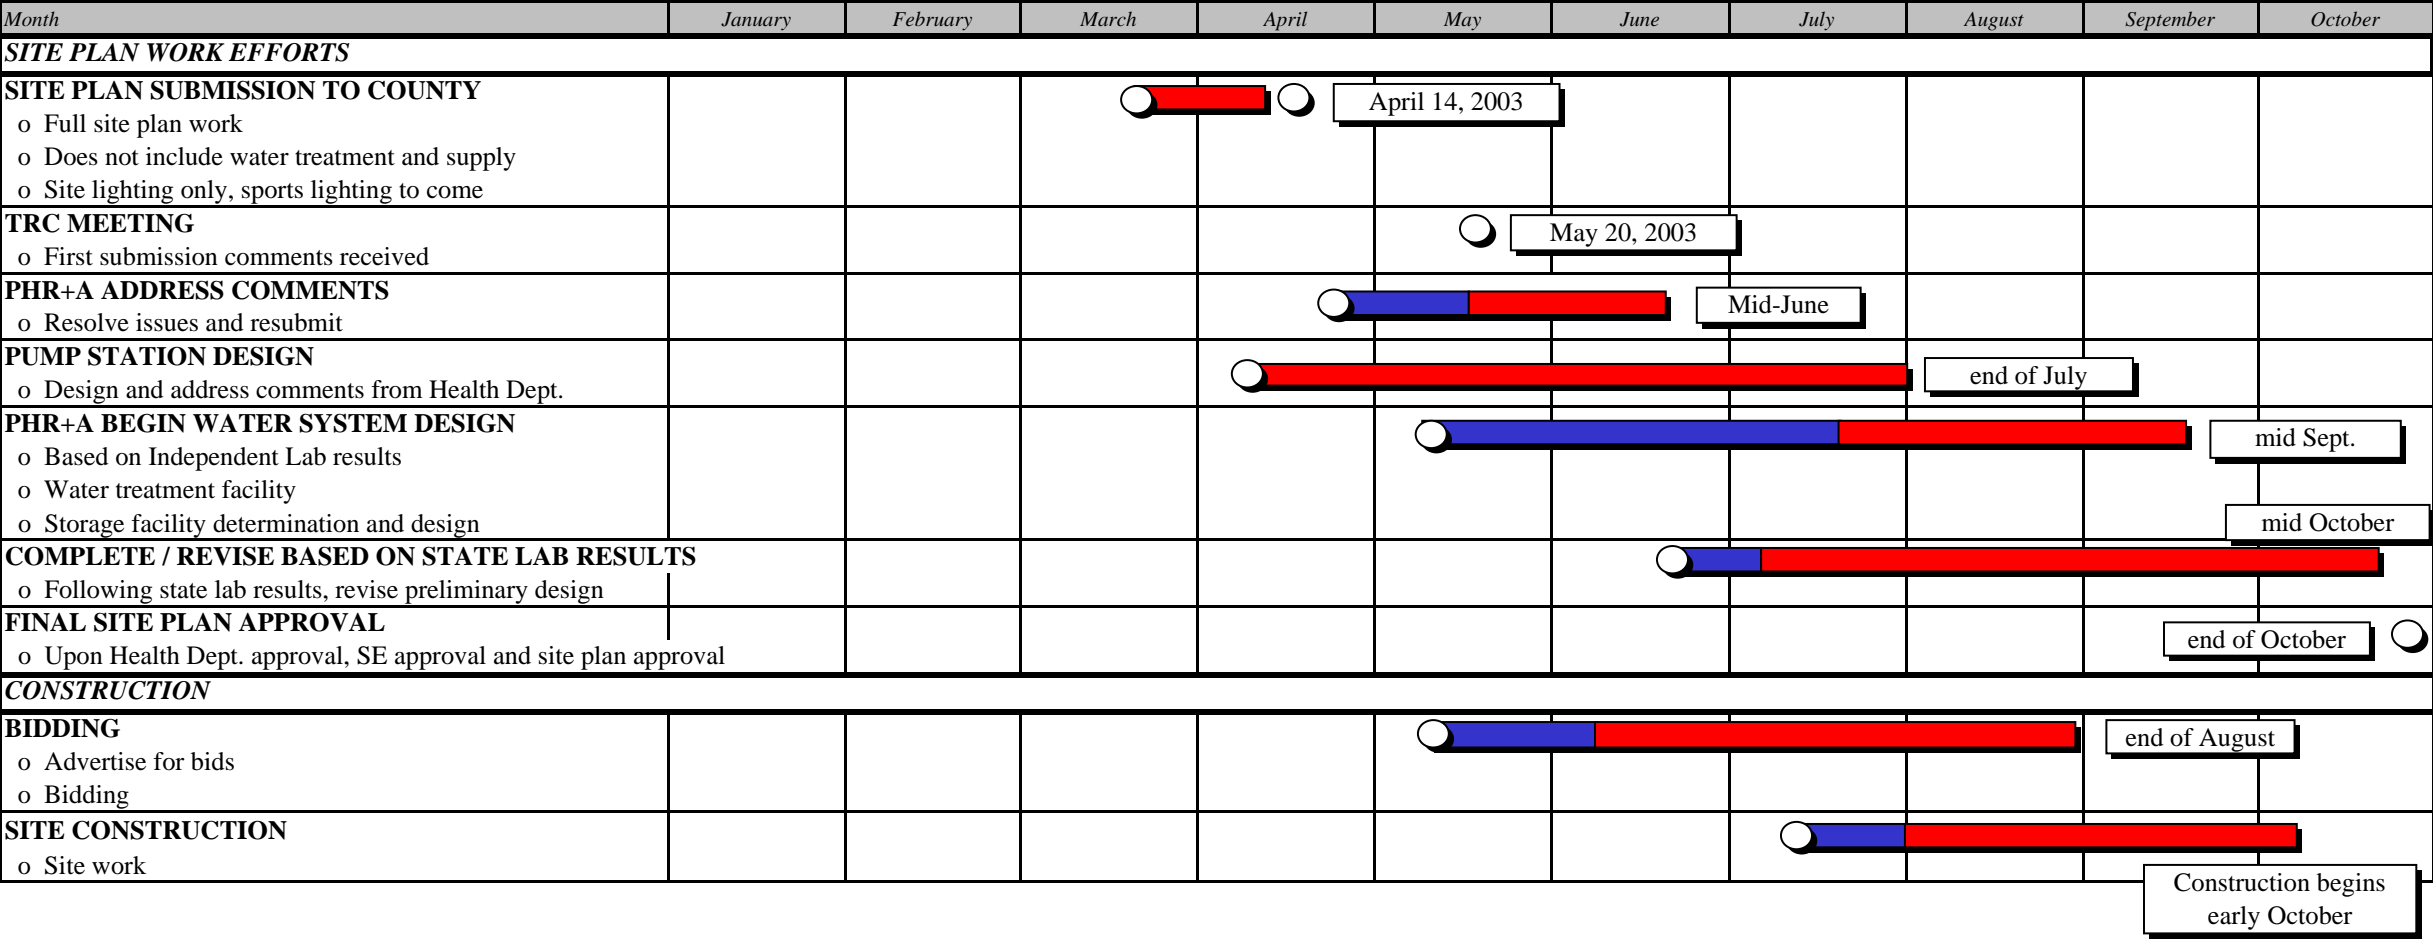 Month January February March April May June July August September October
SITE PLAN WORK EFFORTS
SITE PLAN SUBMISSION TO COUNTY
April 14, 2003
o Full site plan work
o Does not include water treatment and supply
o Site lighting only, sports lighting to come
TRC MEETING
May 20, 2003
o First submission comments received
PHR+A ADDRESS COMMENTS
Mid-June
o Resolve issues and resubmit
PUMP STATION DESIGN
end of July
o Design and address comments from Health Dept.
PHR+A BEGIN WATER SYSTEM DESIGN
mid Sept.
o Based on Independent Lab results
o Water treatment facility
o Storage facility determination and design
mid October
COMPLETE / REVISE BASED ON STATE LAB RESULTS
o Following state lab results, revise preliminary design
FINAL SITE PLAN APPROVAL
end of October
o Upon Health Dept. approval, SE approval and site plan approval
CONSTRUCTION
BIDDING
end of August
o Advertise for bids
o Bidding
SITE CONSTRUCTION
o Site work
Construction begins
early October